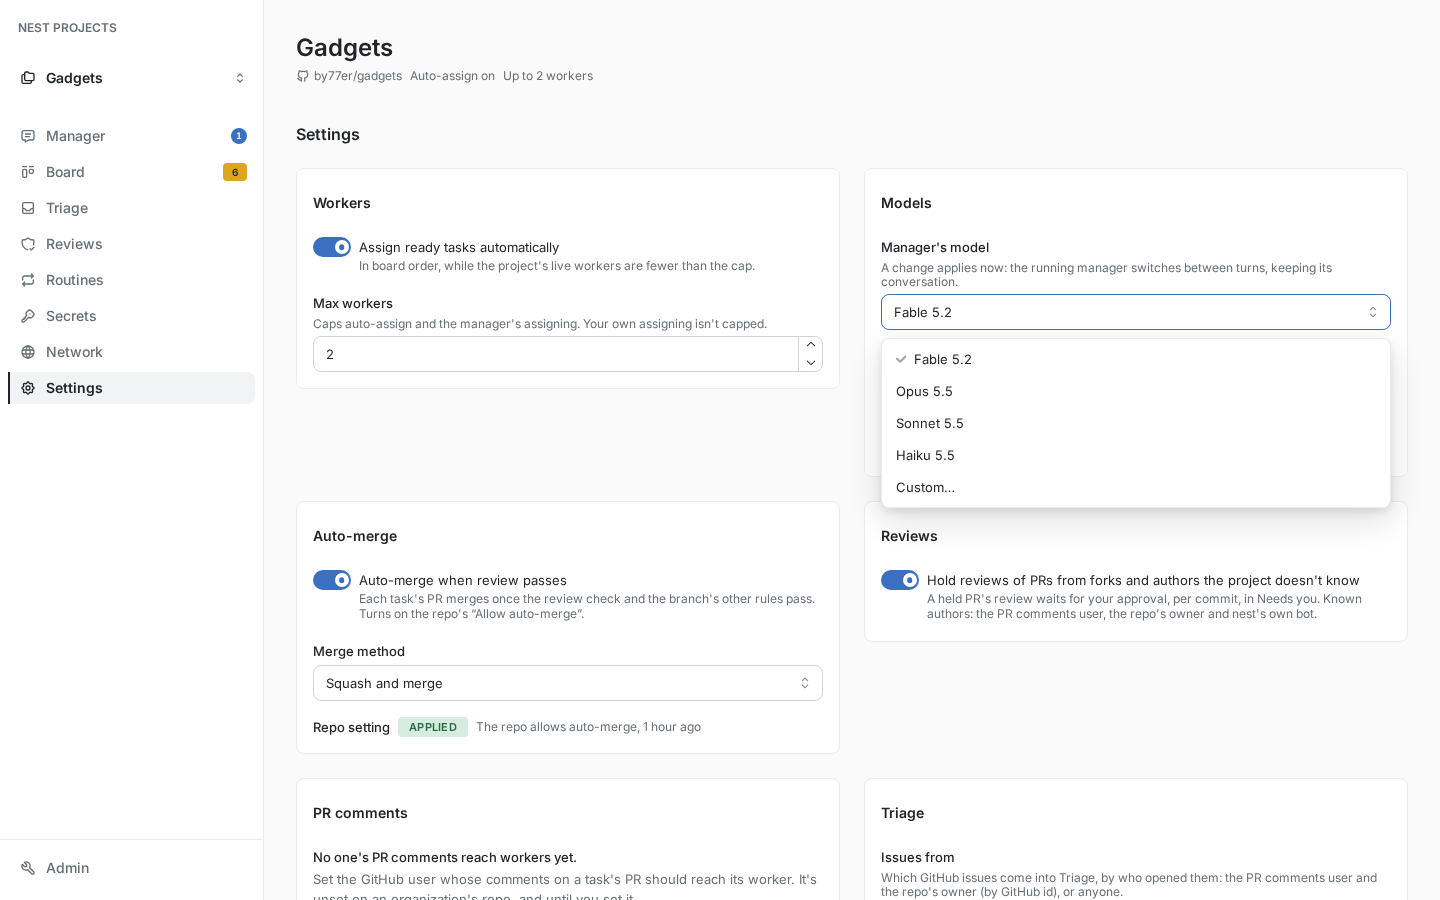 NEST PROJECTS
Gadgets
Manager
1
Board
6
Triage
Reviews
Routines
Secrets
Network
Settings
Admin
Gadgets
by77er/gadgets Auto-assign on Up to 2 workers
Settings
Workers
Assign ready tasks automatically
In board order, while the project's live workers are fewer than the cap.
Max workers
Caps auto-assign and the manager's assigning. Your own assigning isn't capped.
2
Models
Manager's model
A change applies now: the running manager switches between turns, keeping its
conversation.
Fable 5.2
Fable 5.2
Opus 5.5
Sonnet 5.5
Haiku 5.5
Custom...
Auto-merge
Auto-merge when review passes
Each task's PR merges once the review check and the branch's other rules pass.
Turns on the repo's “Allow auto-merge”.
Merge method
Squash and merge
Repo setting APPLIED The repo allows auto-merge, 1 hour ago
Reviews
Hold reviews of PRs from forks and authors the project doesn't know
A held PR's review waits for your approval, per commit, in Needs you. Known
authors: the PR comments user, the repo's owner and nest's own bot.
PR comments
No one's PR comments reach workers yet.
Set the GitHub user whose comments on a task's PR should reach its worker. It's
unset on an organization's repo, and until you set it
Triage
Issues from
Which GitHub issues come into Triage, by who opened them: the PR comments user and
the repo's owner (by GitHub id), or anyone.